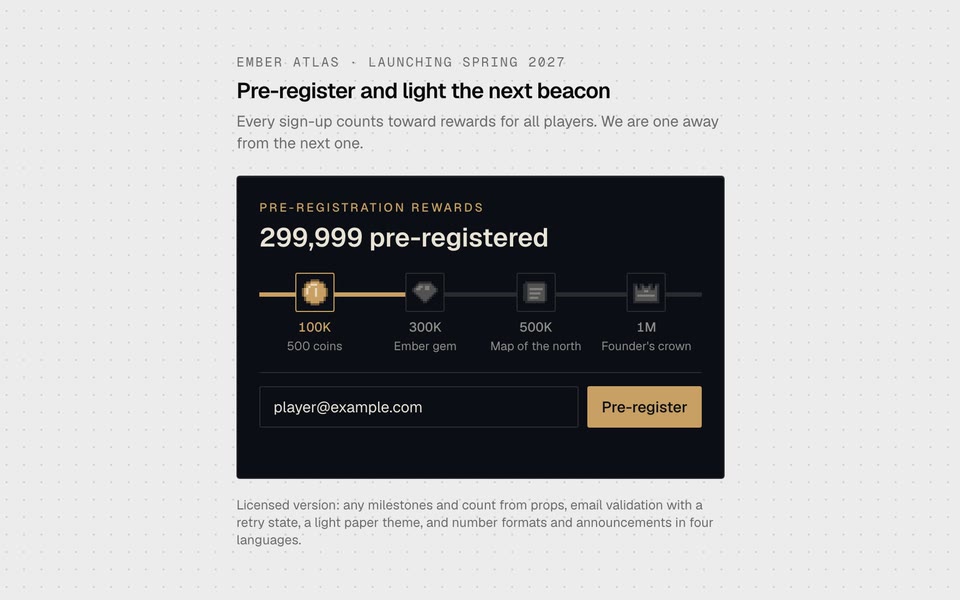 EMBER ATLAS · LAUNCHING SPRING 2027
Pre-register and light the next beacon
Every sign-up counts toward rewards for all players. We are one away
from the next one.
PRE-REGISTRATION REWARDS
299,999 pre-registered
100K
300K
500K
1M
500 coins
Ember gem
Map of the north
Founder's crown
player@example.com
Pre-register
Licensed version: any milestones and count from props, email validation with a
retry state, a light paper theme, and number formats and announcements in four
languages.